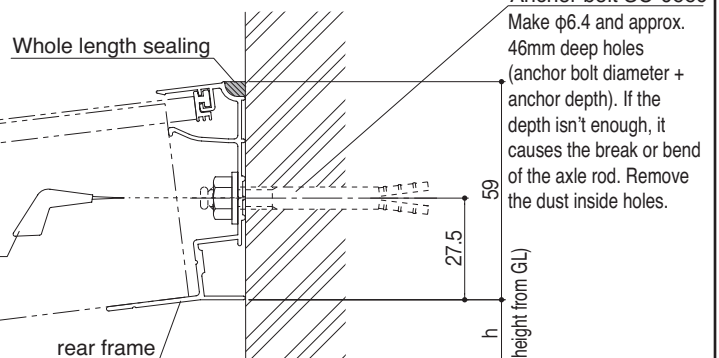 Whole length sealing
Make φ6.4 and approx.
46mm deep holes
(anchor bolt diameter +
anchor depth). If the
depth isn't enough, it
causes the break or bend
of the axle rod. Remove
the dust inside holes.
59
27.5
h
height from GL)
rear frame